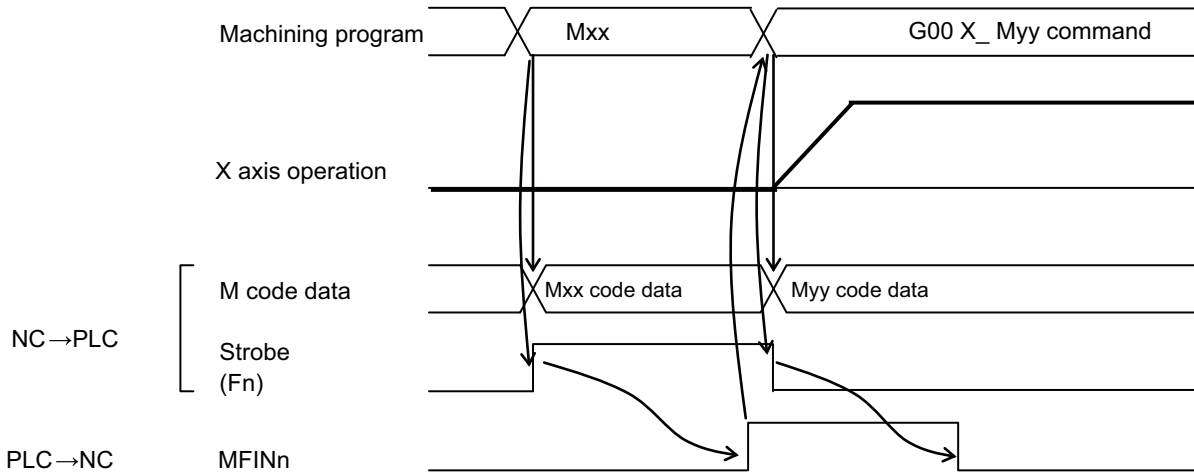 Machining program
Mxx
G00 X_ Myy command
X axis operation
NC→PLC
M code data
Mxx code data
Myy code data
Strobe
(Fn)
PLC→NC
MFINn